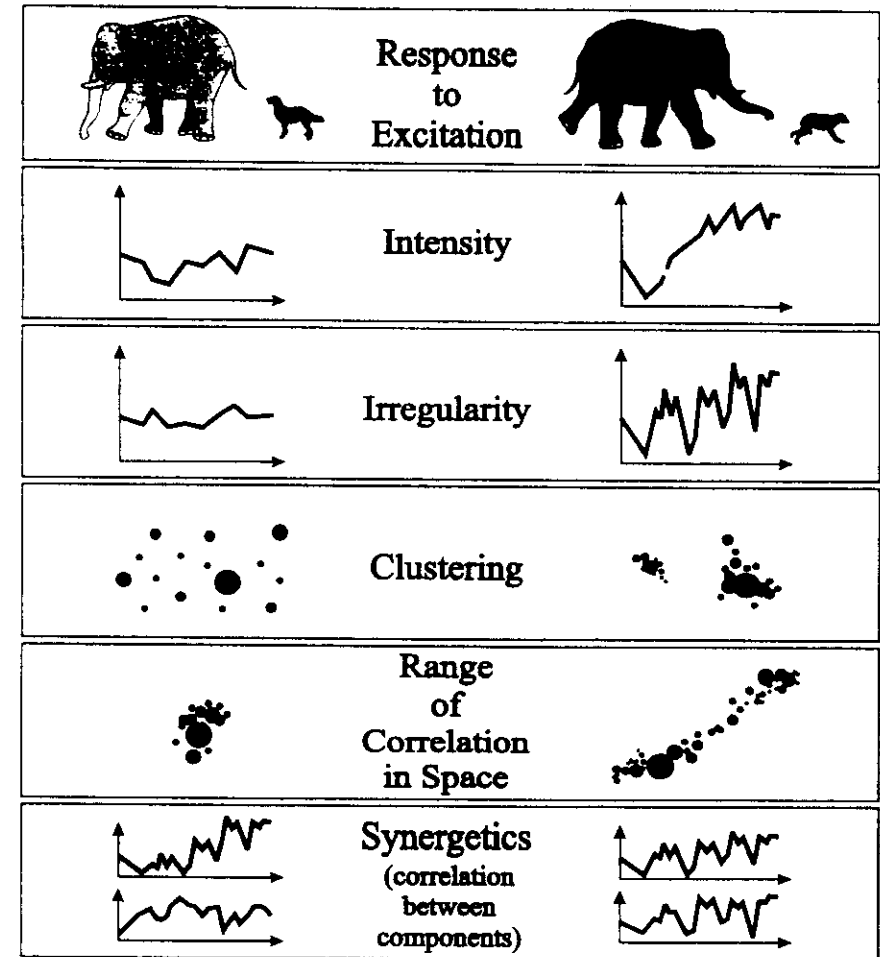 Response
to
Excitation
Intensity
Irregularity
Clustering
Range
of
Correlation
in Space
Synergetics
(correlation
between
components)